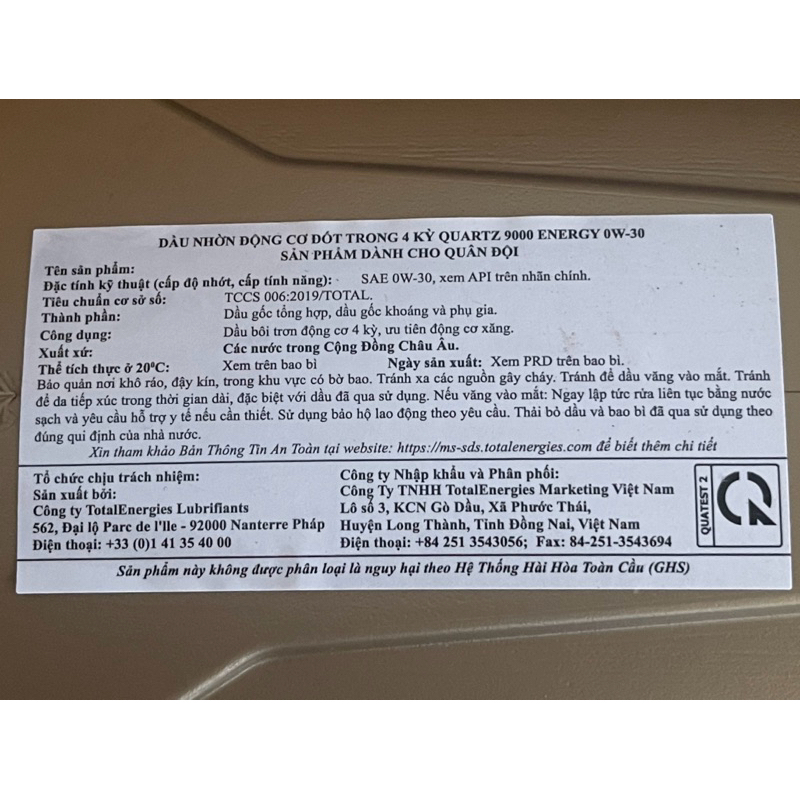 DẦU NHỜN ĐỘNG CƠ ĐỐT TRONG 4 KỲ QUARTZ 9000 ENERGY 0W-30
SẢN PHẨM DÀNH CHO QUÂN ĐỘI
Tên sản phẩm:
Đặc tính kỹ thuật (cấp độ nhớt, cấp tính năng): SAE 0W-30, xem API trên nhãn chính.
Tiêu chuẩn cơ sở số: TCCS 006:2019/TOTAL.
Thành phần: Dầu gốc tổng hợp, dầu gốc khoáng và phụ gia.
Công dụng: Dầu bôi trơn động cơ 4 kỳ, ưu tiên động cơ xăng.
Xuất xứ: Các nước trong Cộng Đồng Châu Âu.
Thể tích thực ở 20°C: Xem trên bao bì Ngày sản xuất: Xem PRD trên bao bì.
Bảo quản nơi khô ráo, đậy kín, trong khu vực có bờ bao. Tránh xa các nguồn gây cháy. Tránh để dầu văng vào mắt. Tránh
để da tiếp xúc trong thời gian dài, đặc biệt với dầu đã qua sử dụng. Nếu văng vào mắt: Ngay lập tức rửa liên tục bằng nước
sạch và yêu cầu hỗ trợ y tế nếu cần thiết. Sử dụng bảo hộ lao động theo yêu cầu. Thải bỏ dầu và bao bì đã qua sử dụng theo
đúng qui định của nhà nước.
Xin tham khảo Bản Thông Tin An Toàn tại website: https://ms-sds.totalenergies.com để biết thêm chi tiết
Tổ chức chịu trách nhiệm:
Sản xuất bởi:
Công ty TotalEnergies Lubrifiants
562, Đại lộ Parc de l'Ile - 92000 Nanterre Pháp
Điện thoại: +33 (0)1 41 35 40 00
Công ty Nhập khẩu và Phân phối:
Công Ty TNHH TotalEnergies Marketing Việt Nam
Lô số 3, KCN Gò Dầu, Xã Phước Thái,
Huyện Long Thành, Tỉnh Đồng Nai, Việt Nam
Điện thoại: +84 251 3543056; Fax: 84-251-3543694
QUATEST 2
Sản phẩm này không được phân loại là nguy hại theo Hệ Thống Hài Hòa Toàn Cầu (GHS)